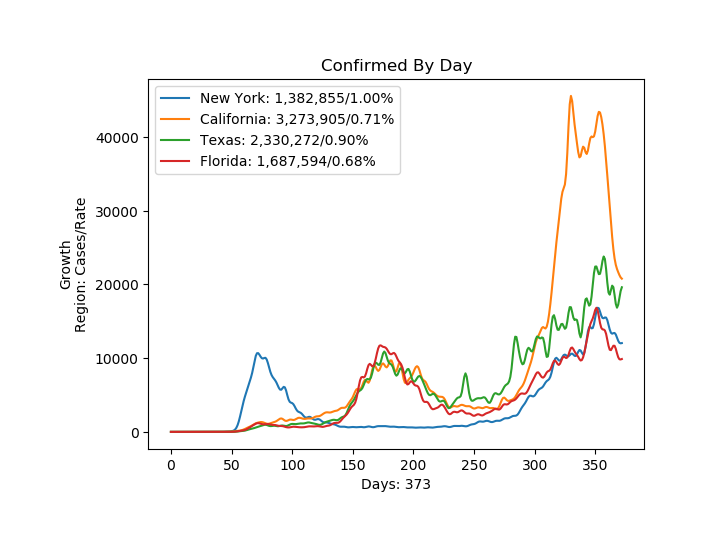 Confirmed By Day
New York: 1,382,855/1.00%
California: 3,273,905/0.71%
Texas: 2,330,272/0.90%
Florida: 1,687,594/0.68%
40000
30000
20000
10000
0
Growth
Region: Cases/Rate
0 50 100 150 200 250 300 350
Days: 373